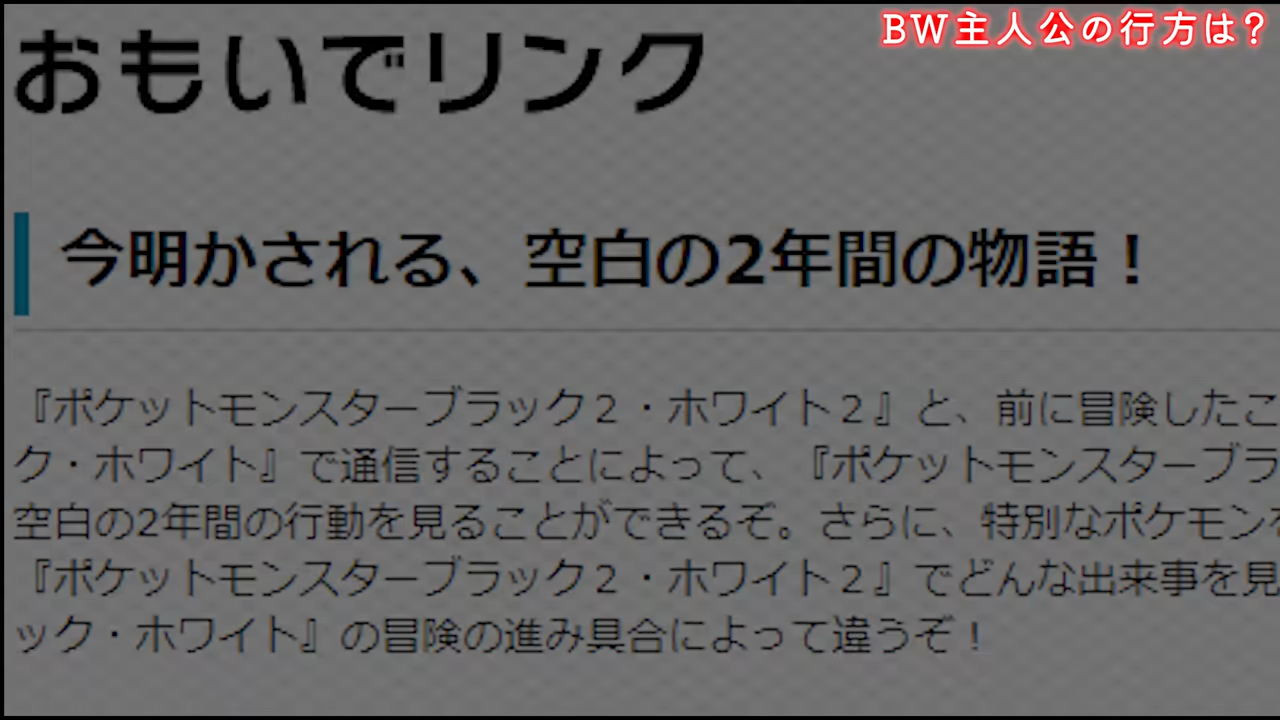 BW主人公の行方は？
おもいでリンク
今明かされる、空白の2年間の物語！
『ポケットモンスターブラック２・ホワイト２』と、前に冒険したこ
ク・ホワイト』で通信することによって、『ポケットモンスターブラ
空白の2年間の行動を見ることができるぞ。さらに、特別なポケモンを
『ポケットモンスターブラック２・ホワイト２』でどんな出来事を見
ック・ホワイト』の冒険の進み具合によって違うぞ！